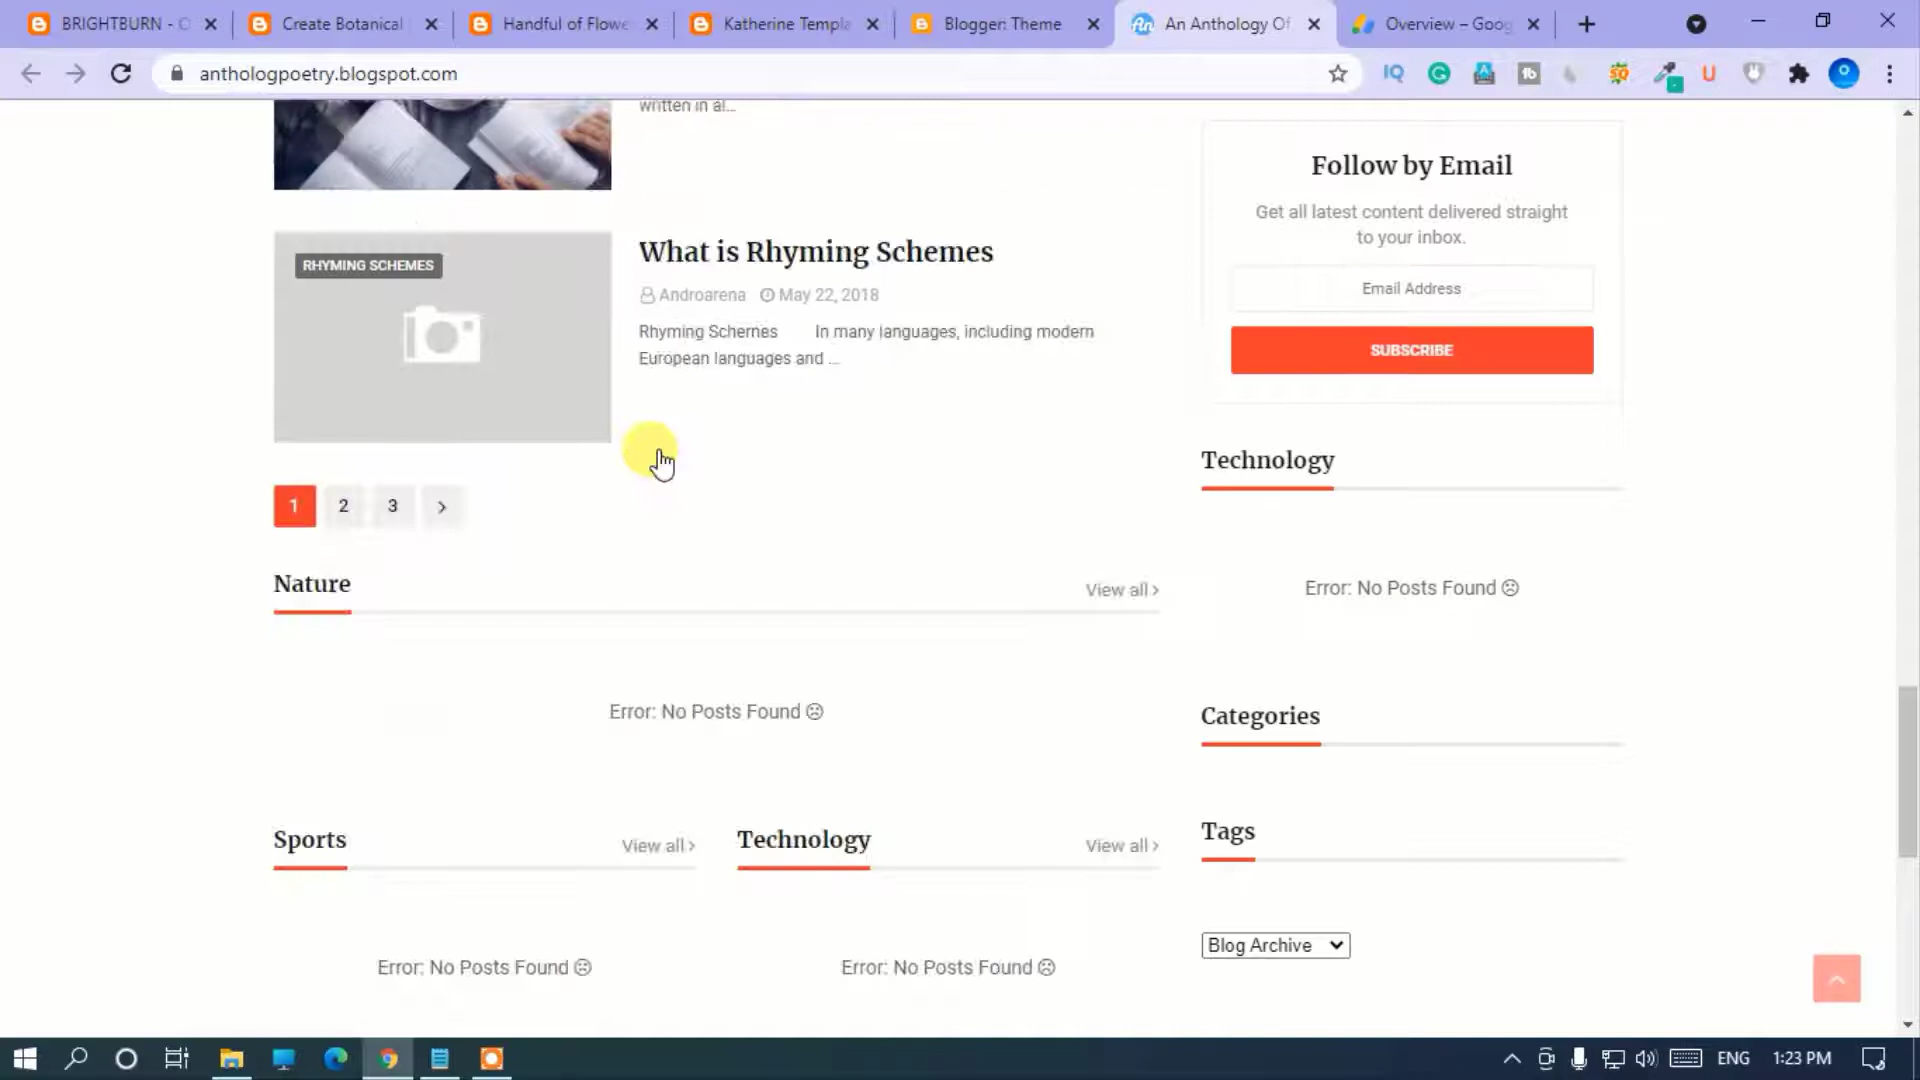 BRIGHTBURN - O
Create Botanical
Handful of Flowe
Katherine Templa
Blogger: Theme
An Anthology Of
Overview – Goog
anthologpoetry.blogspot.com
IQ
written in al...
RHYMING SCHEMES
What is Rhyming Schemes
Androarena May 22, 2018
Rhyming Schemes In many languages, including modern
European languages and ...
1 2 3 >
Nature
View all >
Error: No Posts Found
Sports
View all >
Technology
View all >
Error: No Posts Found
Error: No Posts Found
Follow by Email
Get all latest content delivered straight
to your inbox.
Email Address
SUBSCRIBE
Technology
Error: No Posts Found
Categories
Tags
Blog Archive
ENG
1:23 PM